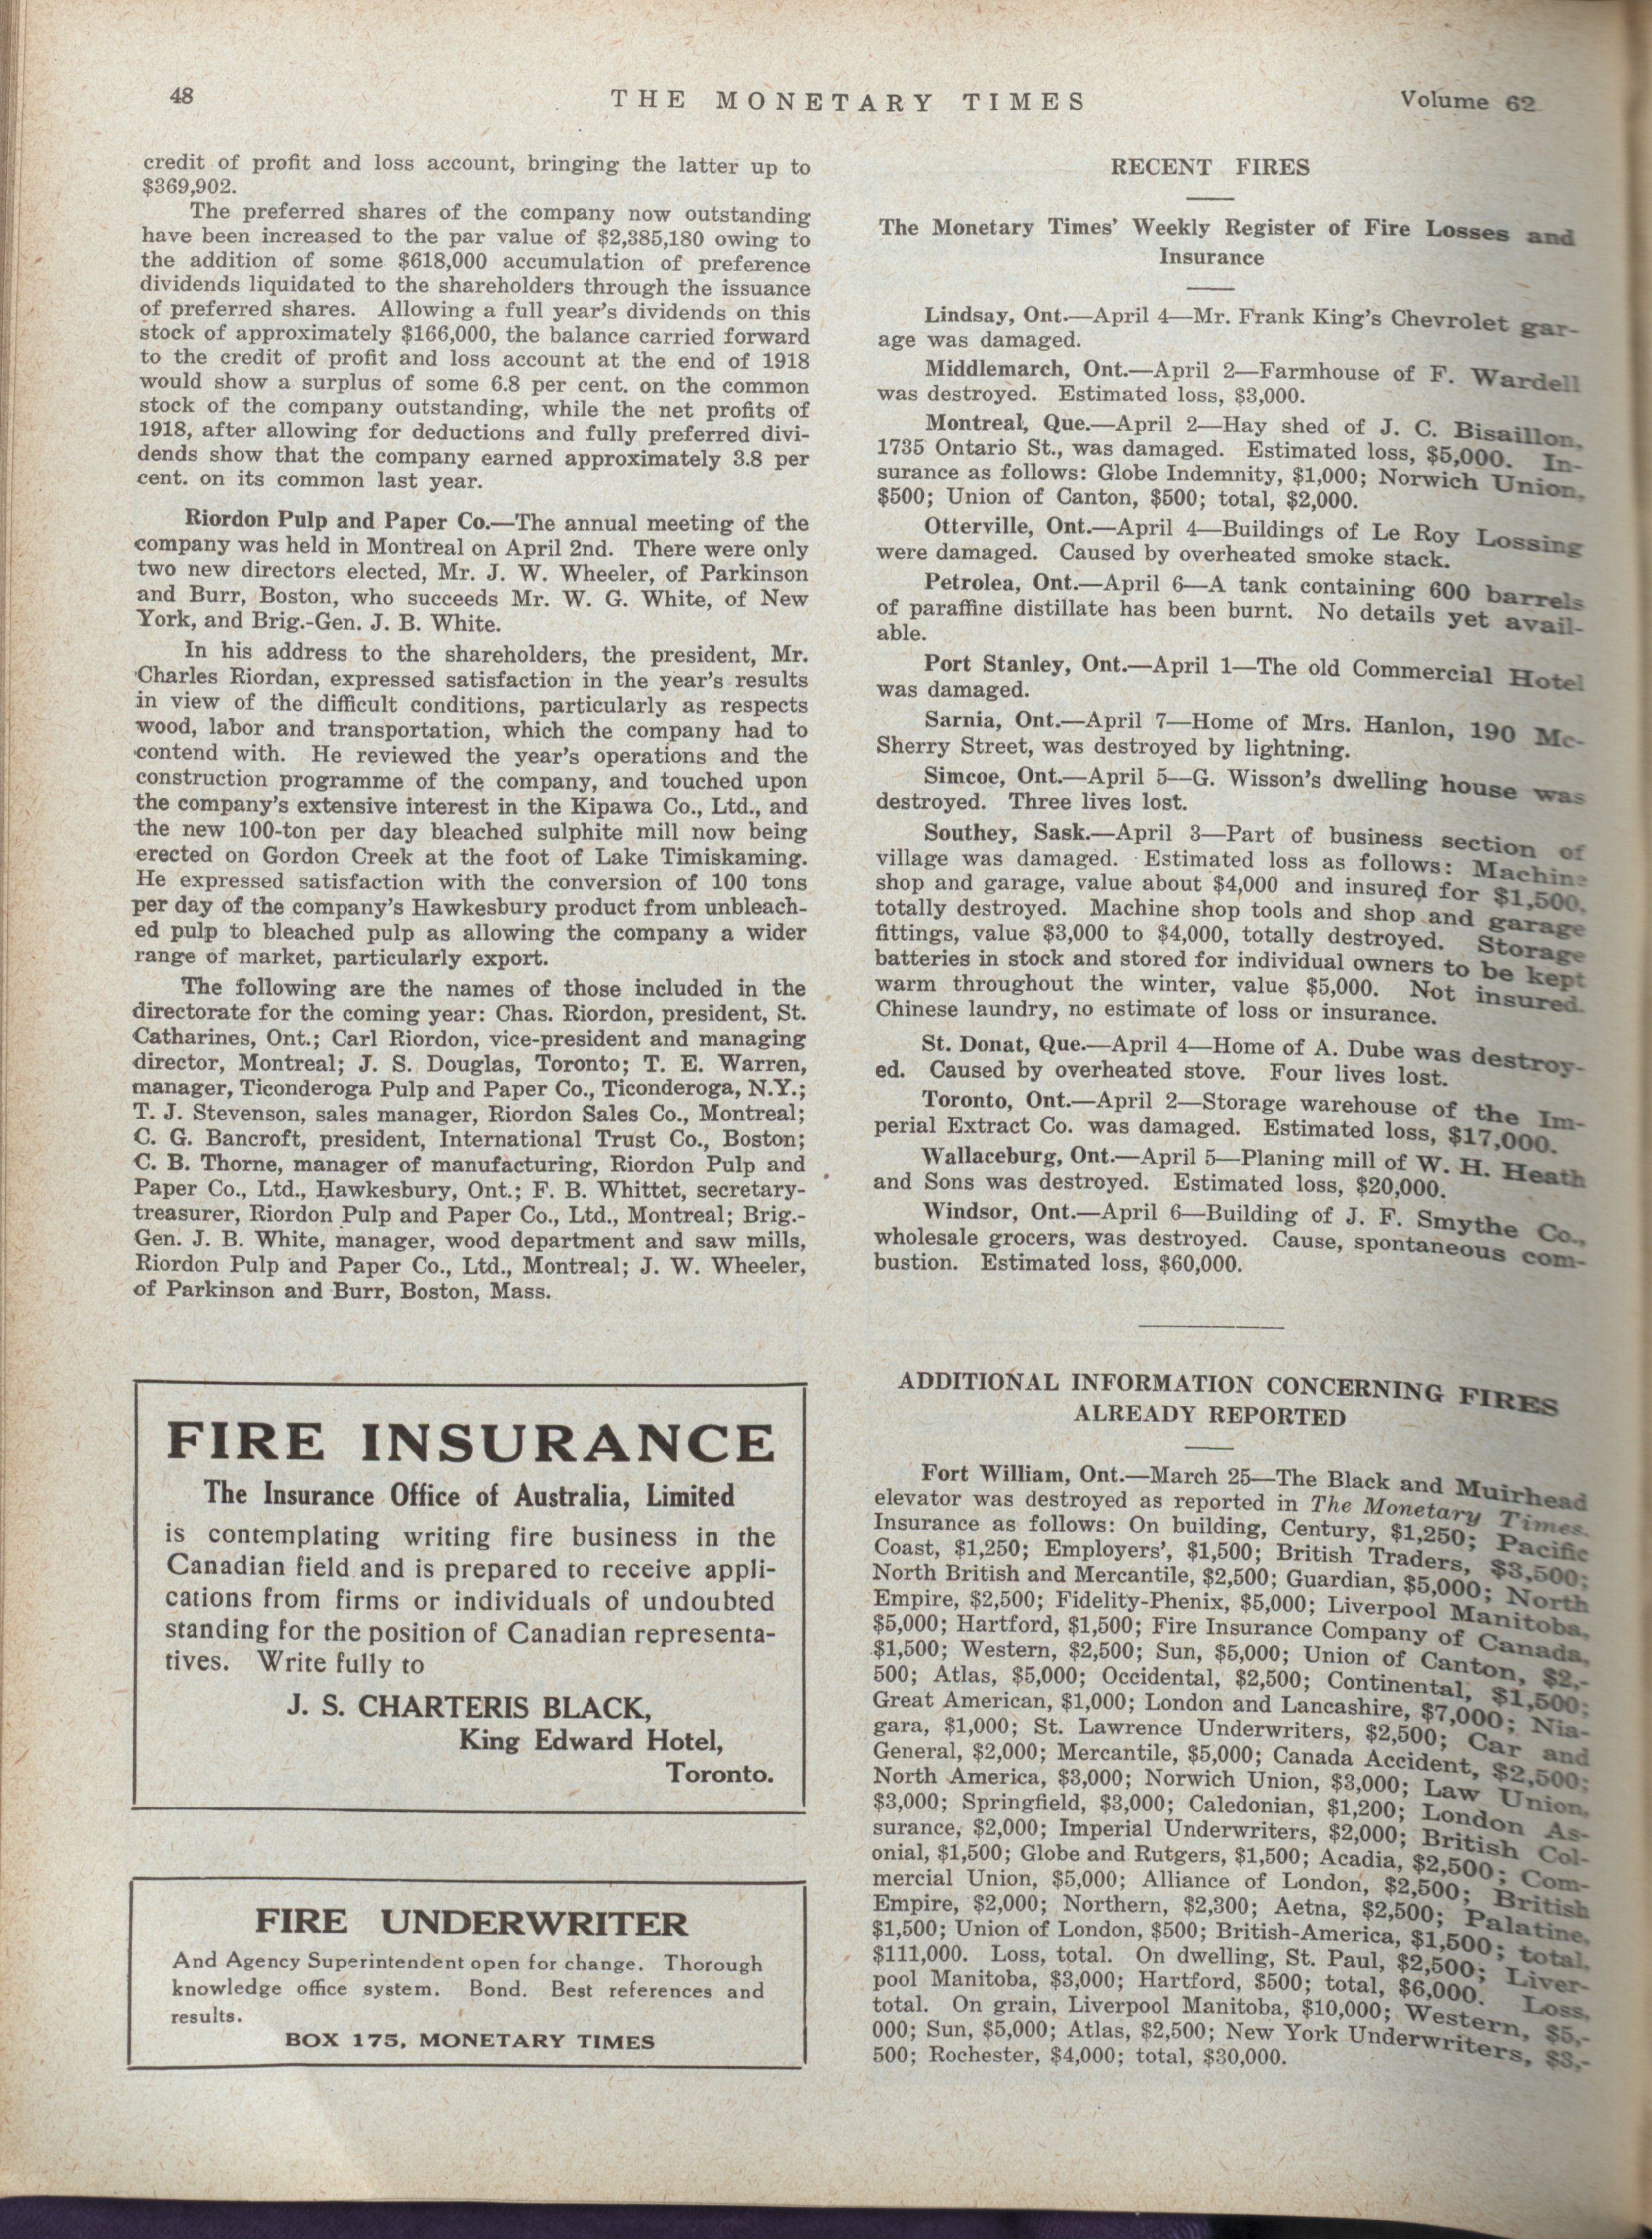 48
THE MONETARY TIMES
Volume 62
credit of profit and loss account, bringing the latter up to
$369,902.
The preferred shares of the company now outstanding
have been increased to the par value of $2,385,180 owing to
the addition of some $618,000 accumulation of preference
dividends liquidated to the shareholders through the issuance
of preferred shares. Allowing a full year's dividends on this
stock of approximately $166,000, the balance carried forward
to the credit of profit and loss account at the end of 1918
would show a surplus of some 6.8 per cent. on the common
stock of the company outstanding, while the net profits of
1918, after allowing for deductions and fully preferred divi-
dends show that the company earned approximately 3.8 per
cent. on its common last year.
Riordon Pulp and Paper Co.—The annual meeting of the
company was held in Montreal on April 2nd. There were only
two new directors elected, Mr. J. W. Wheeler, of Parkinson
and Burr, Boston, who succeeds Mr. W. G. White, of New
York, and Brig.-Gen. J. B. White.
In his address to the shareholders, the president, Mr.
Charles Riordan, expressed satisfaction in the year's results
in view of the difficult conditions, particularly as respects
wood, labor and transportation, which the company had to
contend with. He reviewed the year's operations and the
construction programme of the company, and touched upon
the company's extensive interest in the Kipawa Co., Ltd., and
the new 100-ton per day bleached sulphite mill now being
erected on Gordon Creek at the foot of Lake Timiskaming.
He expressed satisfaction with the conversion of 100 tons
per day of the company's Hawkesbury product from unbleach-
ed pulp to bleached pulp as allowing the company a wider
range of market, particularly export.
The following are the names of those included in the
directorate for the coming year: Chas. Riordon, president, St.
Catharines, Ont.; Carl Riordon, vice-president and managing
director, Montreal; J. S. Douglas, Toronto; T. E. Warren,
manager, Ticonderoga Pulp and Paper Co., Ticonderoga, N.Y.;
T. J. Stevenson, sales manager, Riordon Sales Co., Montreal;
C. G. Bancroft, president, International Trust Co., Boston;
C. B. Thorne, manager of manufacturing, Riordon Pulp and
Paper Co., Ltd., Hawkesbury, Ont.; F. B. Whittet, secretary-
treasurer, Riordon Pulp and Paper Co., Ltd., Montreal; Brig.-
Gen. J. B. White, manager, wood department and saw mills,
Riordon Pulp and Paper Co., Ltd., Montreal; J. W. Wheeler,
of Parkinson and Burr, Boston, Mass.
FIRE INSURANCE
The Insurance Office of Australia, Limited
is contemplating writing fire business in the
Canadian field and is prepared to receive appli-
cations from firms or individuals of undoubted
standing for the position of Canadian representa-
tives. Write fully to
J. S. CHARTERIS BLACK,
King Edward Hotel,
Toronto.
FIRE UNDERWRITER
And Agency Superintendent open for change. Thorough
knowledge office system. Bond. Best references and
results.
BOX 175, MONETARY TIMES
RECENT FIRES
The Monetary Times' Weekly Register of Fire Losses and
Insurance
Lindsay, Ont.—April 4—Mr. Frank King's Chevrolet gar-
age was damaged.
Middlemarch, Ont.—April 2—Farmhouse of F. Wardell
was destroyed. Estimated loss, $3,000.
Montreal, Que.—April 2—Hay shed of J. C. Bisaillon,
1735 Ontario St., was damaged. Estimated loss, $5,000. In-
surance as follows: Globe Indemnity, $1,000; Norwich Union,
$500; Union of Canton, $500; total, $2,000.
Otterville, Ont.—April 4—Buildings of Le Roy Lossing
were damaged. Caused by overheated smoke stack.
Petrolea, Ont.—April 6—A tank containing 600 barrels
of paraffine distillate has been burnt. No details yet avail-
able.
Port Stanley, Ont.—April 1—The old Commercial Hotel
was damaged.
Sarnia, Ont.—April 7—Home of Mrs. Hanlon, 190 Mc-
Sherry Street, was destroyed by lightning.
Simcoe, Ont.—April 5—G. Wisson's dwelling house was
destroyed. Three lives lost.
Southey, Sask.—April 3—Part of business section of
village was damaged. Estimated loss as follows: Machine
shop and garage, value about $4,000 and insured for $1,500,
totally destroyed. Machine shop tools and shop and garage
fittings, value $3,000 to $4,000, totally destroyed. Storage
batteries in stock and stored for individual owners to be kept
warm throughout the winter, value $5,000. Not insured.
Chinese laundry, no estimate of loss or insurance.
St. Donat, Que.—April 4—Home of A. Dube was destroy-
ed. Caused by overheated stove. Four lives lost.
Toronto, Ont.—April 2—Storage warehouse of the Im-
perial Extract Co. was damaged. Estimated loss, $17,000.
Wallaceburg, Ont.—April 5—Planing mill of W. H. Heath
and Sons was destroyed. Estimated loss, $20,000.
Windsor, Ont.—April 6—Building of J. F. Smythe Co.,
wholesale grocers, was destroyed. Cause, spontaneous com-
bustion. Estimated loss, $60,000.
ADDITIONAL INFORMATION CONCERNING FIRES
ALREADY REPORTED
Fort William, Ont.—March 25—The Black and Muirhead
elevator was destroyed as reported in The Monetary Times.
Insurance as follows: On building, Century, $1,250; Pacific
Coast, $1,250; Employers', $1,500; British Traders, $3,500;
North British and Mercantile, $2,500; Guardian, $5,000; North
Empire, $2,500; Fidelity-Phenix, $5,000; Liverpool Manitoba,
$5,000; Hartford, $1,500; Fire Insurance Company of Canada,
$1,500; Western, $2,500; Sun, $5,000; Union of Canton, $2,-
500; Atlas, $5,000; Occidental, $2,500; Continental, $1,500;
Great American, $1,000; London and Lancashire, $7,000; Nia-
gara, $1,000; St. Lawrence Underwriters, $2,500; Car and
General, $2,000; Mercantile, $5,000; Canada Accident, $2,500;
North America, $3,000; Norwich Union, $3,000; Law Union,
$3,000; Springfield, $3,000; Caledonian, $1,200; London As-
surance, $2,000; Imperial Underwriters, $2,000; British Col-
onial, $1,500; Globe and Rutgers, $1,500; Acadia, $2,500; Com-
mercial Union, $5,000; Alliance of London, $2,500; British
Empire, $2,000; Northern, $2,300; Aetna, $2,500; Palatine,
$1,500; Union of London, $500; British-America, $1,500; total,
$111,000. Loss, total. On dwelling, St. Paul, $2,500; Liver-
pool Manitoba, $3,000; Hartford, $500; total, $6,000. Loss,
total. On grain, Liverpool Manitoba, $10,000; Western, $5,-
000; Sun, $5,000; Atlas, $2,500; New York Underwriters, $3,-
500; Rochester, $4,000; total, $30,000.